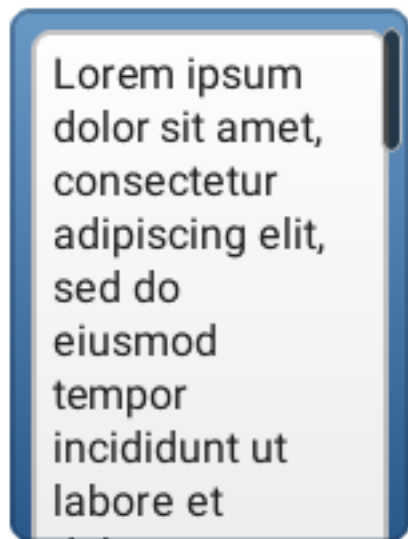 Lorem ipsum
dolor sit amet,
consectetur
adipiscing elit,
sed do
eiusmod
tempor
incididunt ut
labore et